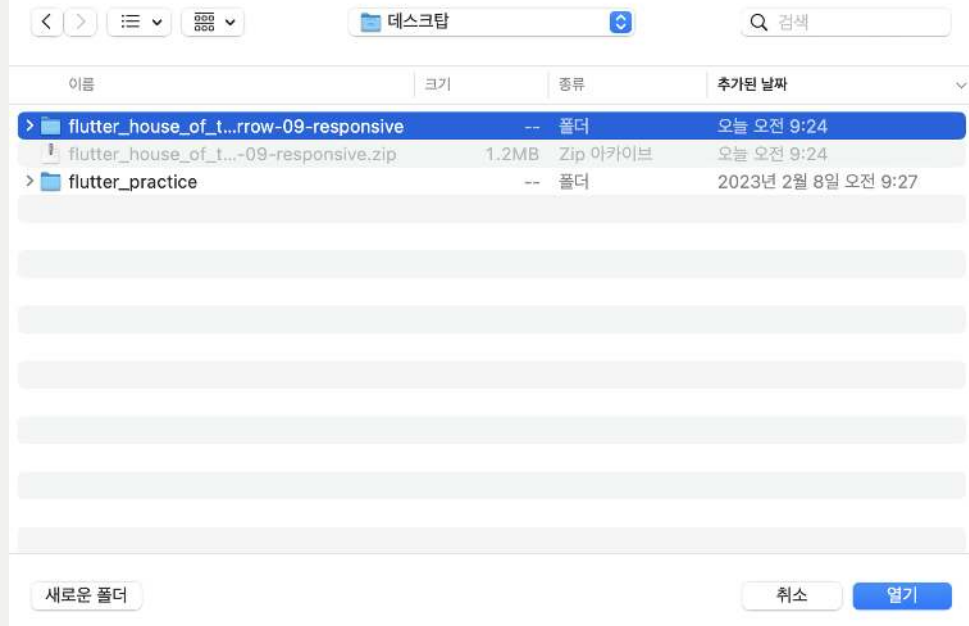 데스크탑 검색
이름 크기 종류 추가된 날짜
flutter_house_of_t...rrow-09-responsive -- 폴더 오늘 오전 9:24
flutter_house_of_t...-09-responsive.zip 1.2MB Zip 아카이브 오늘 오전 9:24
flutter_practice -- 폴더 2023년 2월 8일 오전 9:27
새로운 폴더 취소 열기